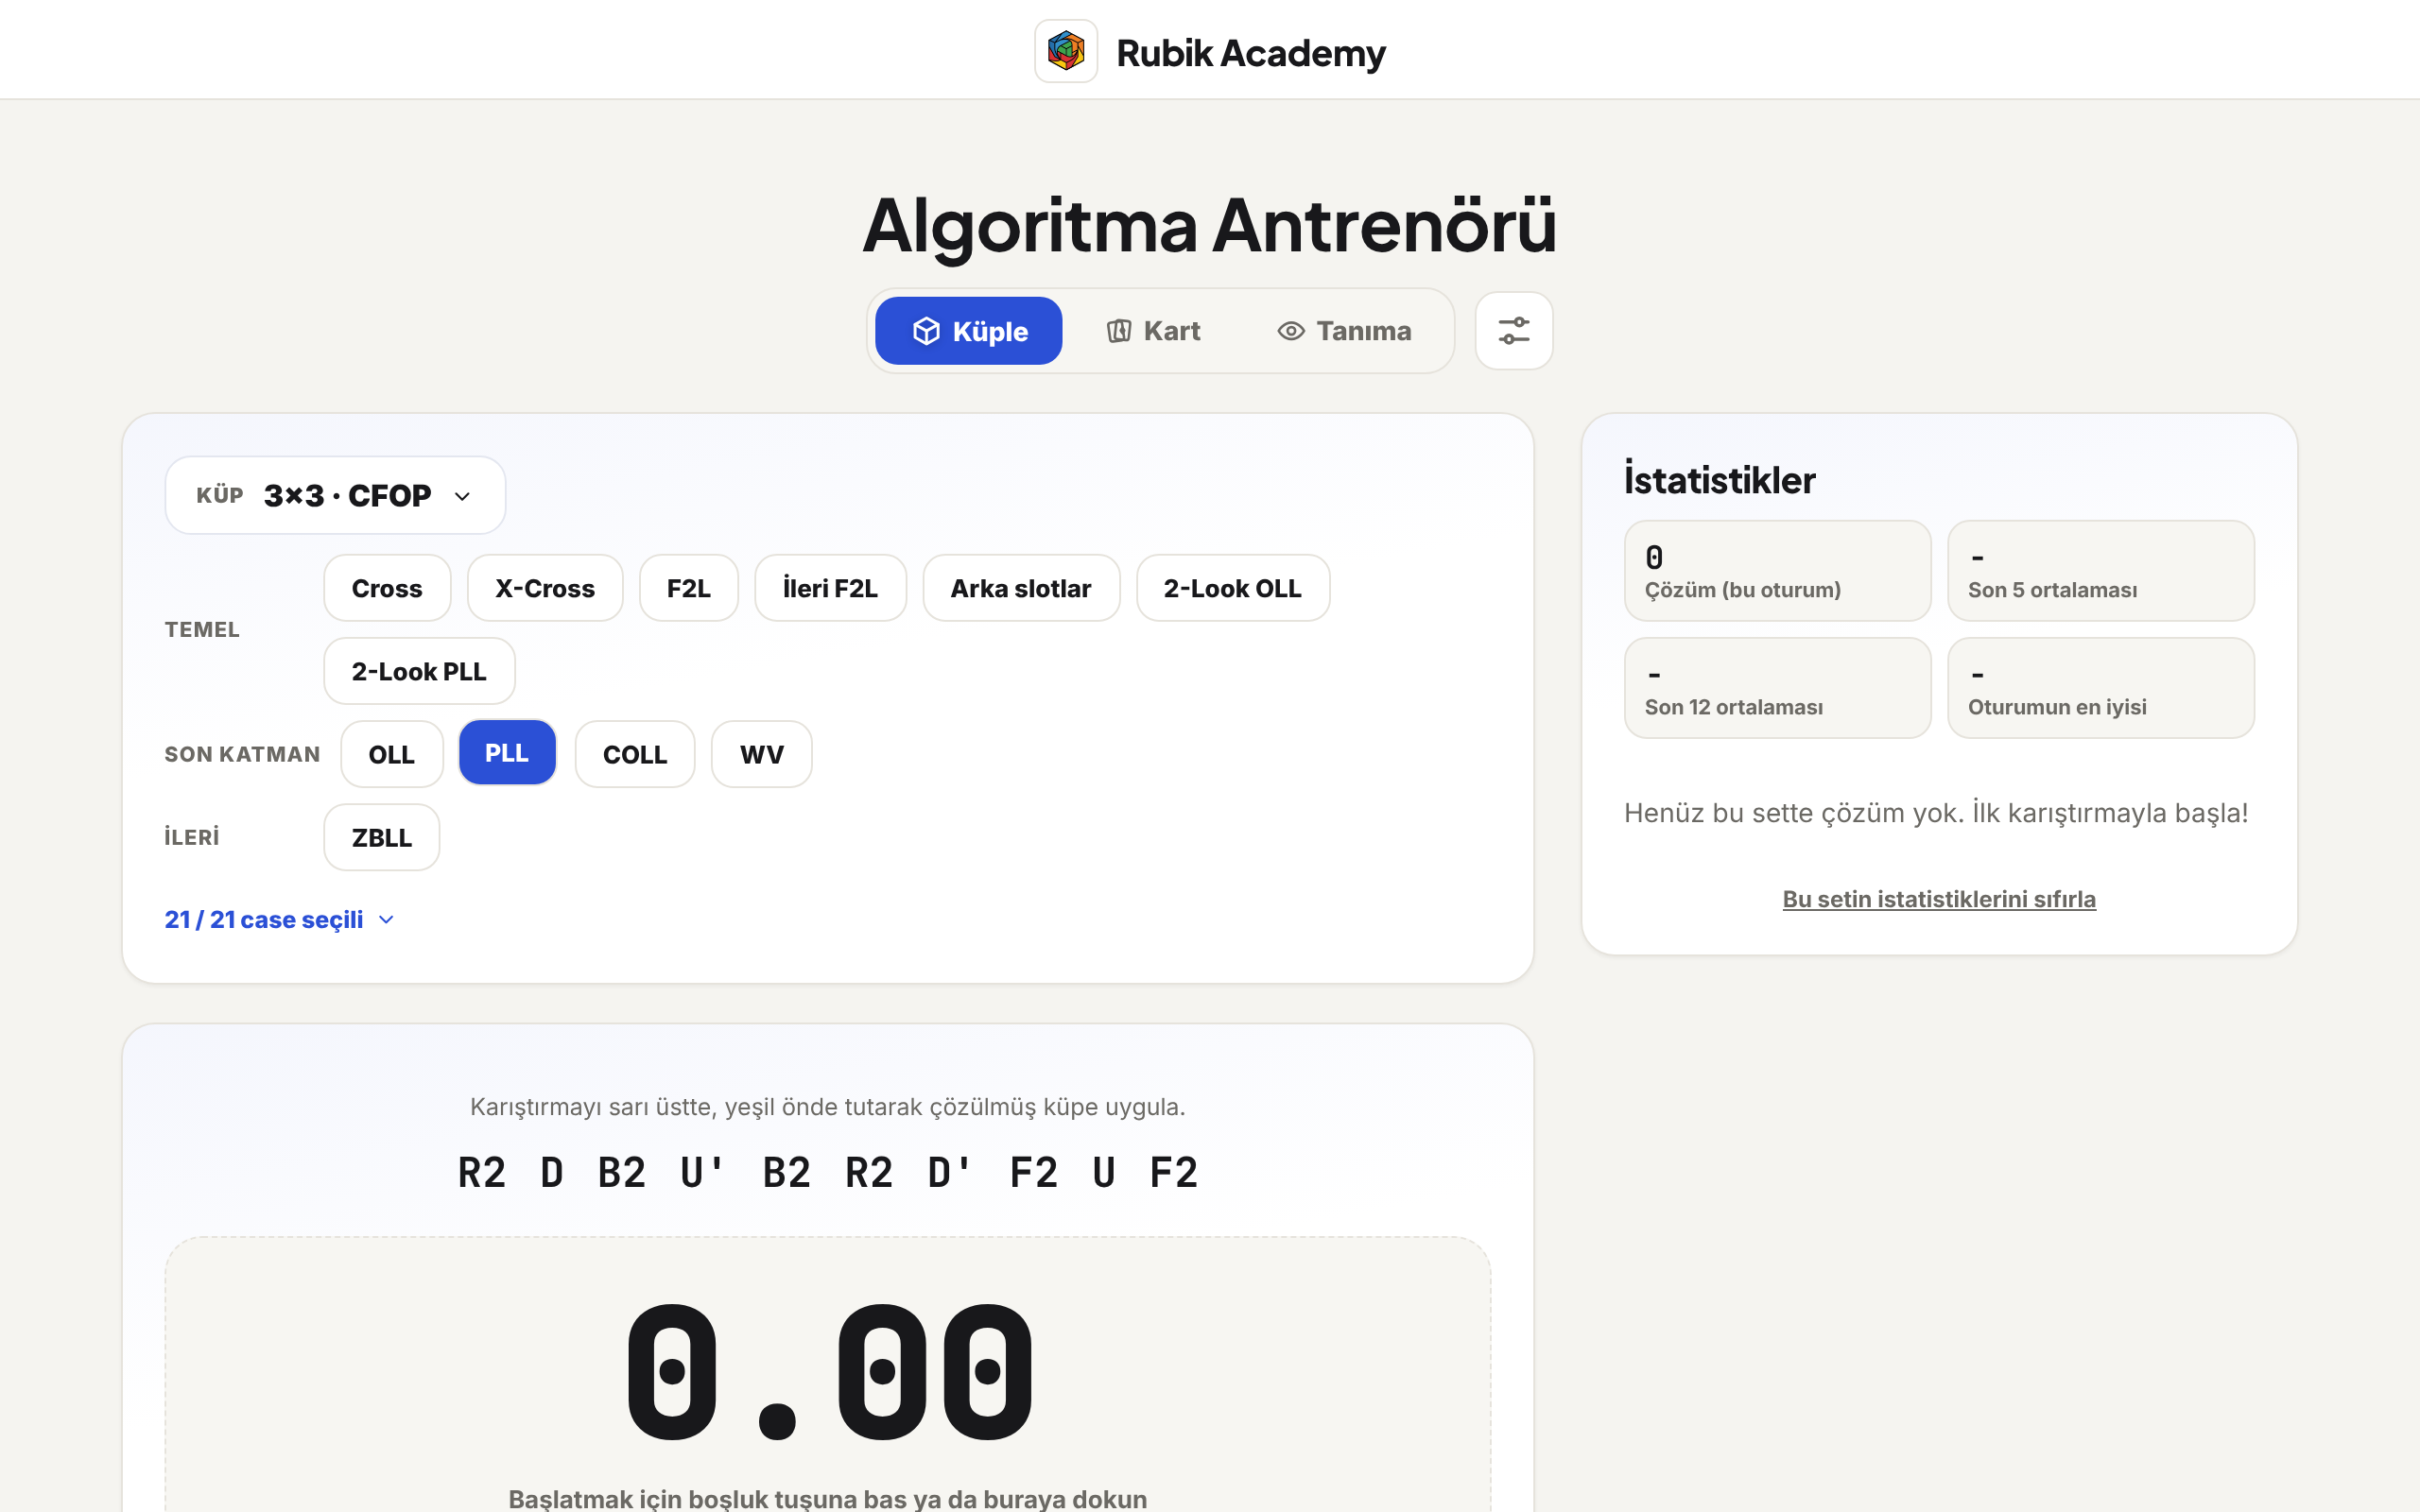 Rubik Academy
Algoritma Antrenörü
Küple
Kart
Tanıma
KÜP 3×3 · CFOP
TEMEL
Cross
X-Cross
F2L
İleri F2L
Arka slotlar
2-Look OLL
2-Look PLL
SON KATMAN
OLL
PLL
COLL
WV
İLERİ
ZBLL
21 / 21 case seçili
İstatistikler
0
Çözüm (bu oturum)
-
Son 5 ortalaması
-
Son 12 ortalaması
-
Oturumun en iyisi
Henüz bu sette çözüm yok. İlk karıştırmayla başla!
Bu setin istatistiklerini sıfırla
Karıştırmayı sarı üstte, yeşil önde tutarak çözülmüş küpe uygula.
R2 D B2 U' B2 R2 D' F2 U F2
0.00
Başlatmak için boşluk tuşuna bas ya da buraya dokun